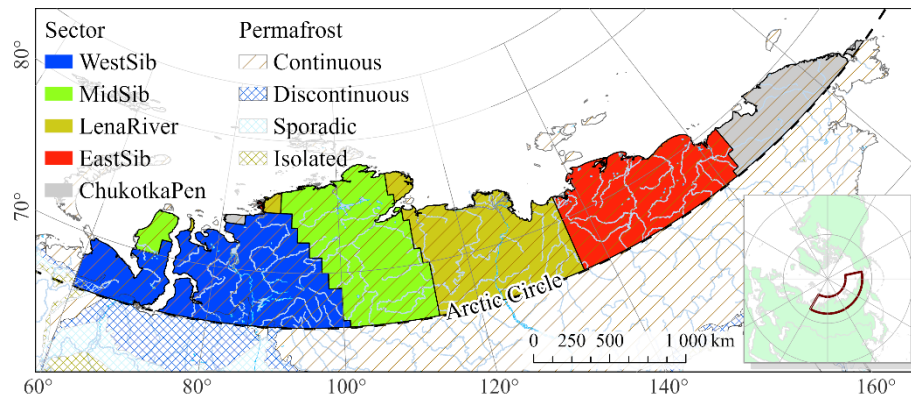 Sector
WestSib
MidSib
LenaRiver
EastSib
ChukotkaPen
Permafrost
Continuous
Discontinuous
Sporadic
Isolated
80°
70°
Arctic Circle
0 250 500 1 000 km
60° 80° 100° 120° 140° 160°